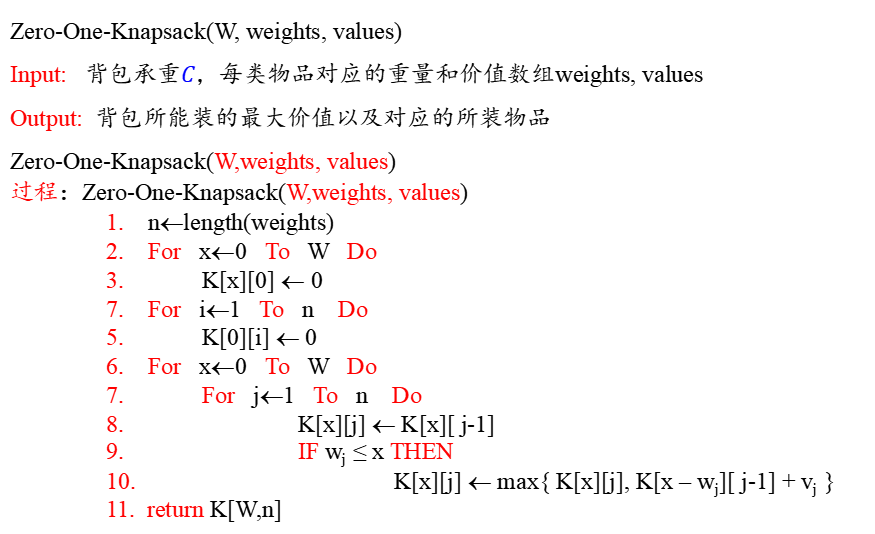 Zero-One-Knapsack(W, weights, values)
Input: 背包承重C，每类物品对应的重量和价值数组weights, values
Output: 背包所能装的最大价值以及对应的所装物品
Zero-One-Knapsack(W,weights, values)
过程：Zero-One-Knapsack(W,weights, values)
1. n←length(weights)
2. For x←0 To W Do
3. K[x][0] ← 0
7. For i←1 To n Do
5. K[0][i] ← 0
6. For x←0 To W Do
7. For j←1 To n Do
8. K[x][j] ← K[x][ j-1]
9. IF wj ≤ x THEN
10. K[x][j] ← max{ K[x][j], K[x – wj][ j-1] + vj }
11. return K[W,n]